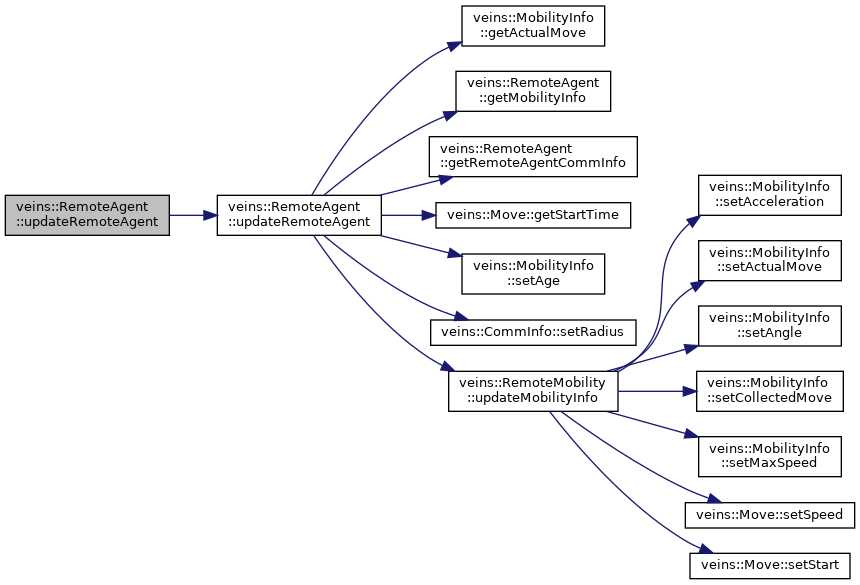 veins::MobilityInfo
::getActualMove
veins::RemoteAgent
::getMobilityInfo
veins::RemoteAgent
::getRemoteAgentCommInfo
veins::RemoteAgent
::updateRemoteAgent
veins::RemoteAgent
::updateRemoteAgent
veins::Move::getStartTime
veins::MobilityInfo
::setAge
veins::CommInfo::setRadius
veins::RemoteMobility
::updateMobilityInfo
veins::MobilityInfo
::setAcceleration
veins::MobilityInfo
::setActualMove
veins::MobilityInfo
::setAngle
veins::MobilityInfo
::setCollectedMove
veins::MobilityInfo
::setMaxSpeed
veins::Move::setSpeed
veins::Move::setStart